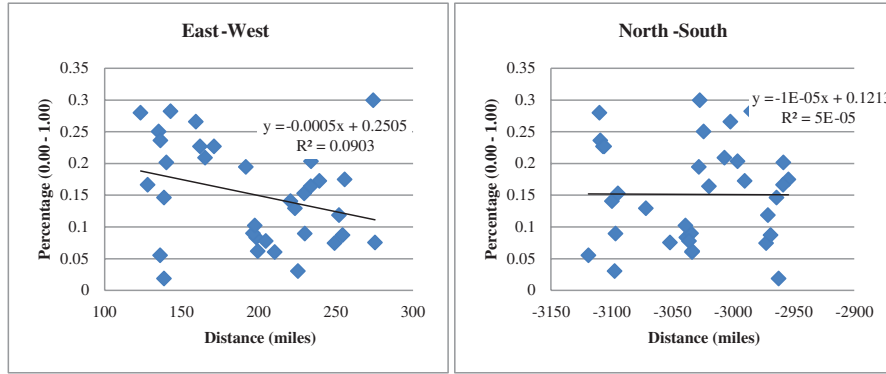 East -West
Percentage (0.00 - 1.00)
0.35
0.3
0.25
0.2
0.15
0.1
0.05
0
y = -0.0005x + 0.2505
R² = 0.0903
100 150 200 250 300
Distance (miles)
North -South
Percentage (0.00 - 1.00)
0.35
0.3
0.25
0.2
0.15
0.1
0.05
0
y = -1E-05x + 0.1213
R² = 5E-05
-3150 -3100 -3050 -3000 -2950 -2900
Distance (miles)